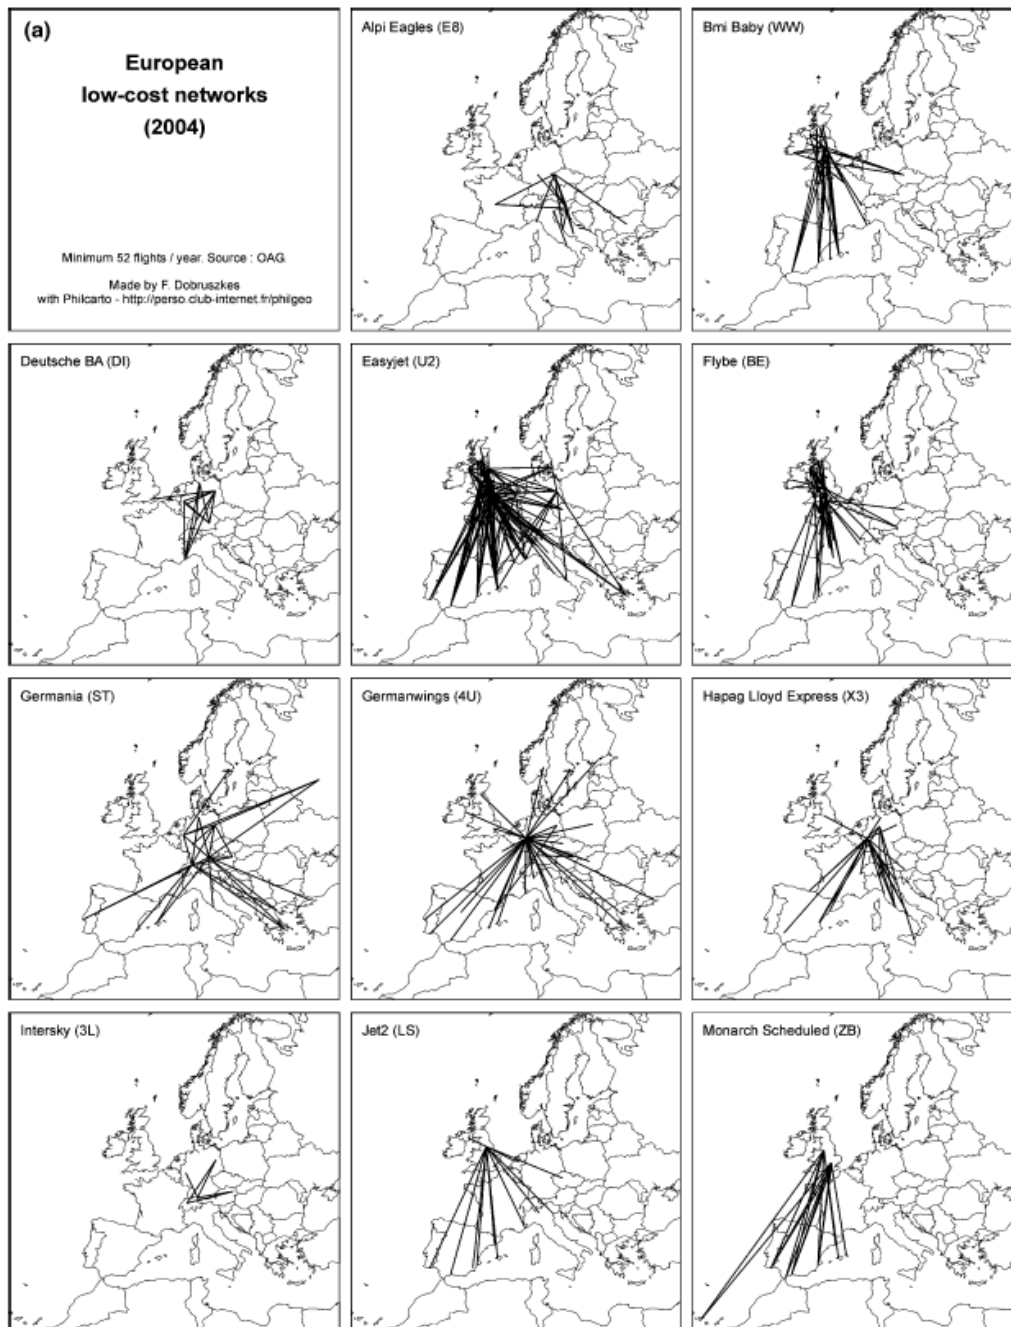 (a)
European
low-cost networks
(2004)
Minimum 52 flights / year. Source : OAG.
Made by F. Dobruszkes
with Philcarto - http://perso.club-internet.fr/philgeo
Alpi Eagles (E8)
Bmi Baby (WW)
Deutsche BA (DI)
Easyjet (U2)
Flybe (BE)
Germania (ST)
Germanwings (4U)
Hapag Lloyd Express (X3)
Intersky (3L)
Jet2 (LS)
Monarch Scheduled (ZB)